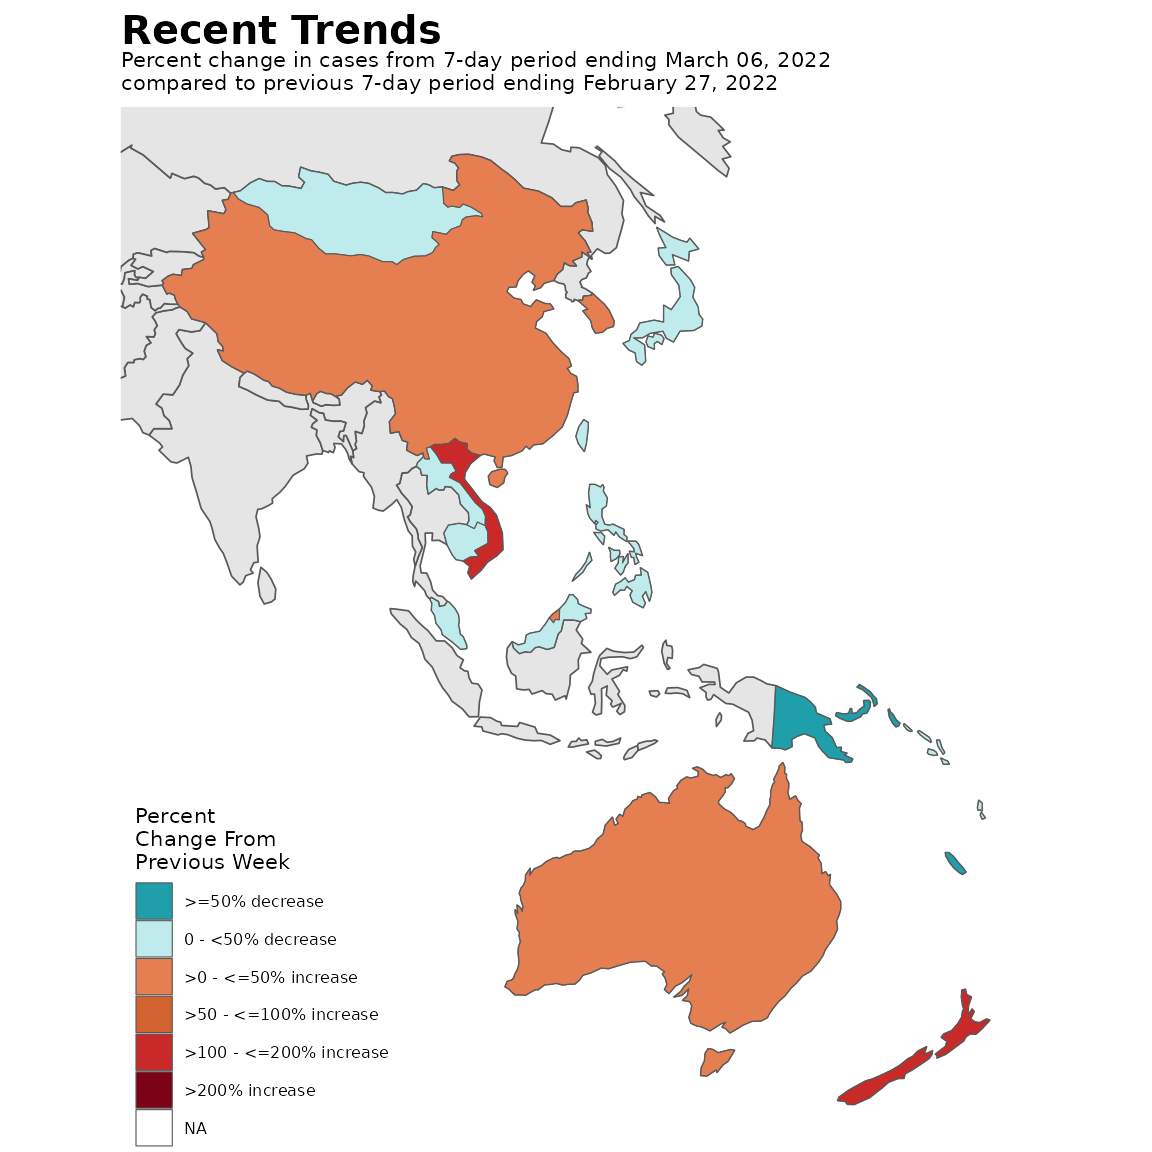 Recent Trends
Percent change in cases from 7-day period ending March 06, 2022
compared to previous 7-day period ending February 27, 2022
Percent
Change From
Previous Week
>=50% decrease
0 - <50% decrease
>0 - <=50% increase
>50 - <=100% increase
>100 - <=200% increase
>200% increase
NA